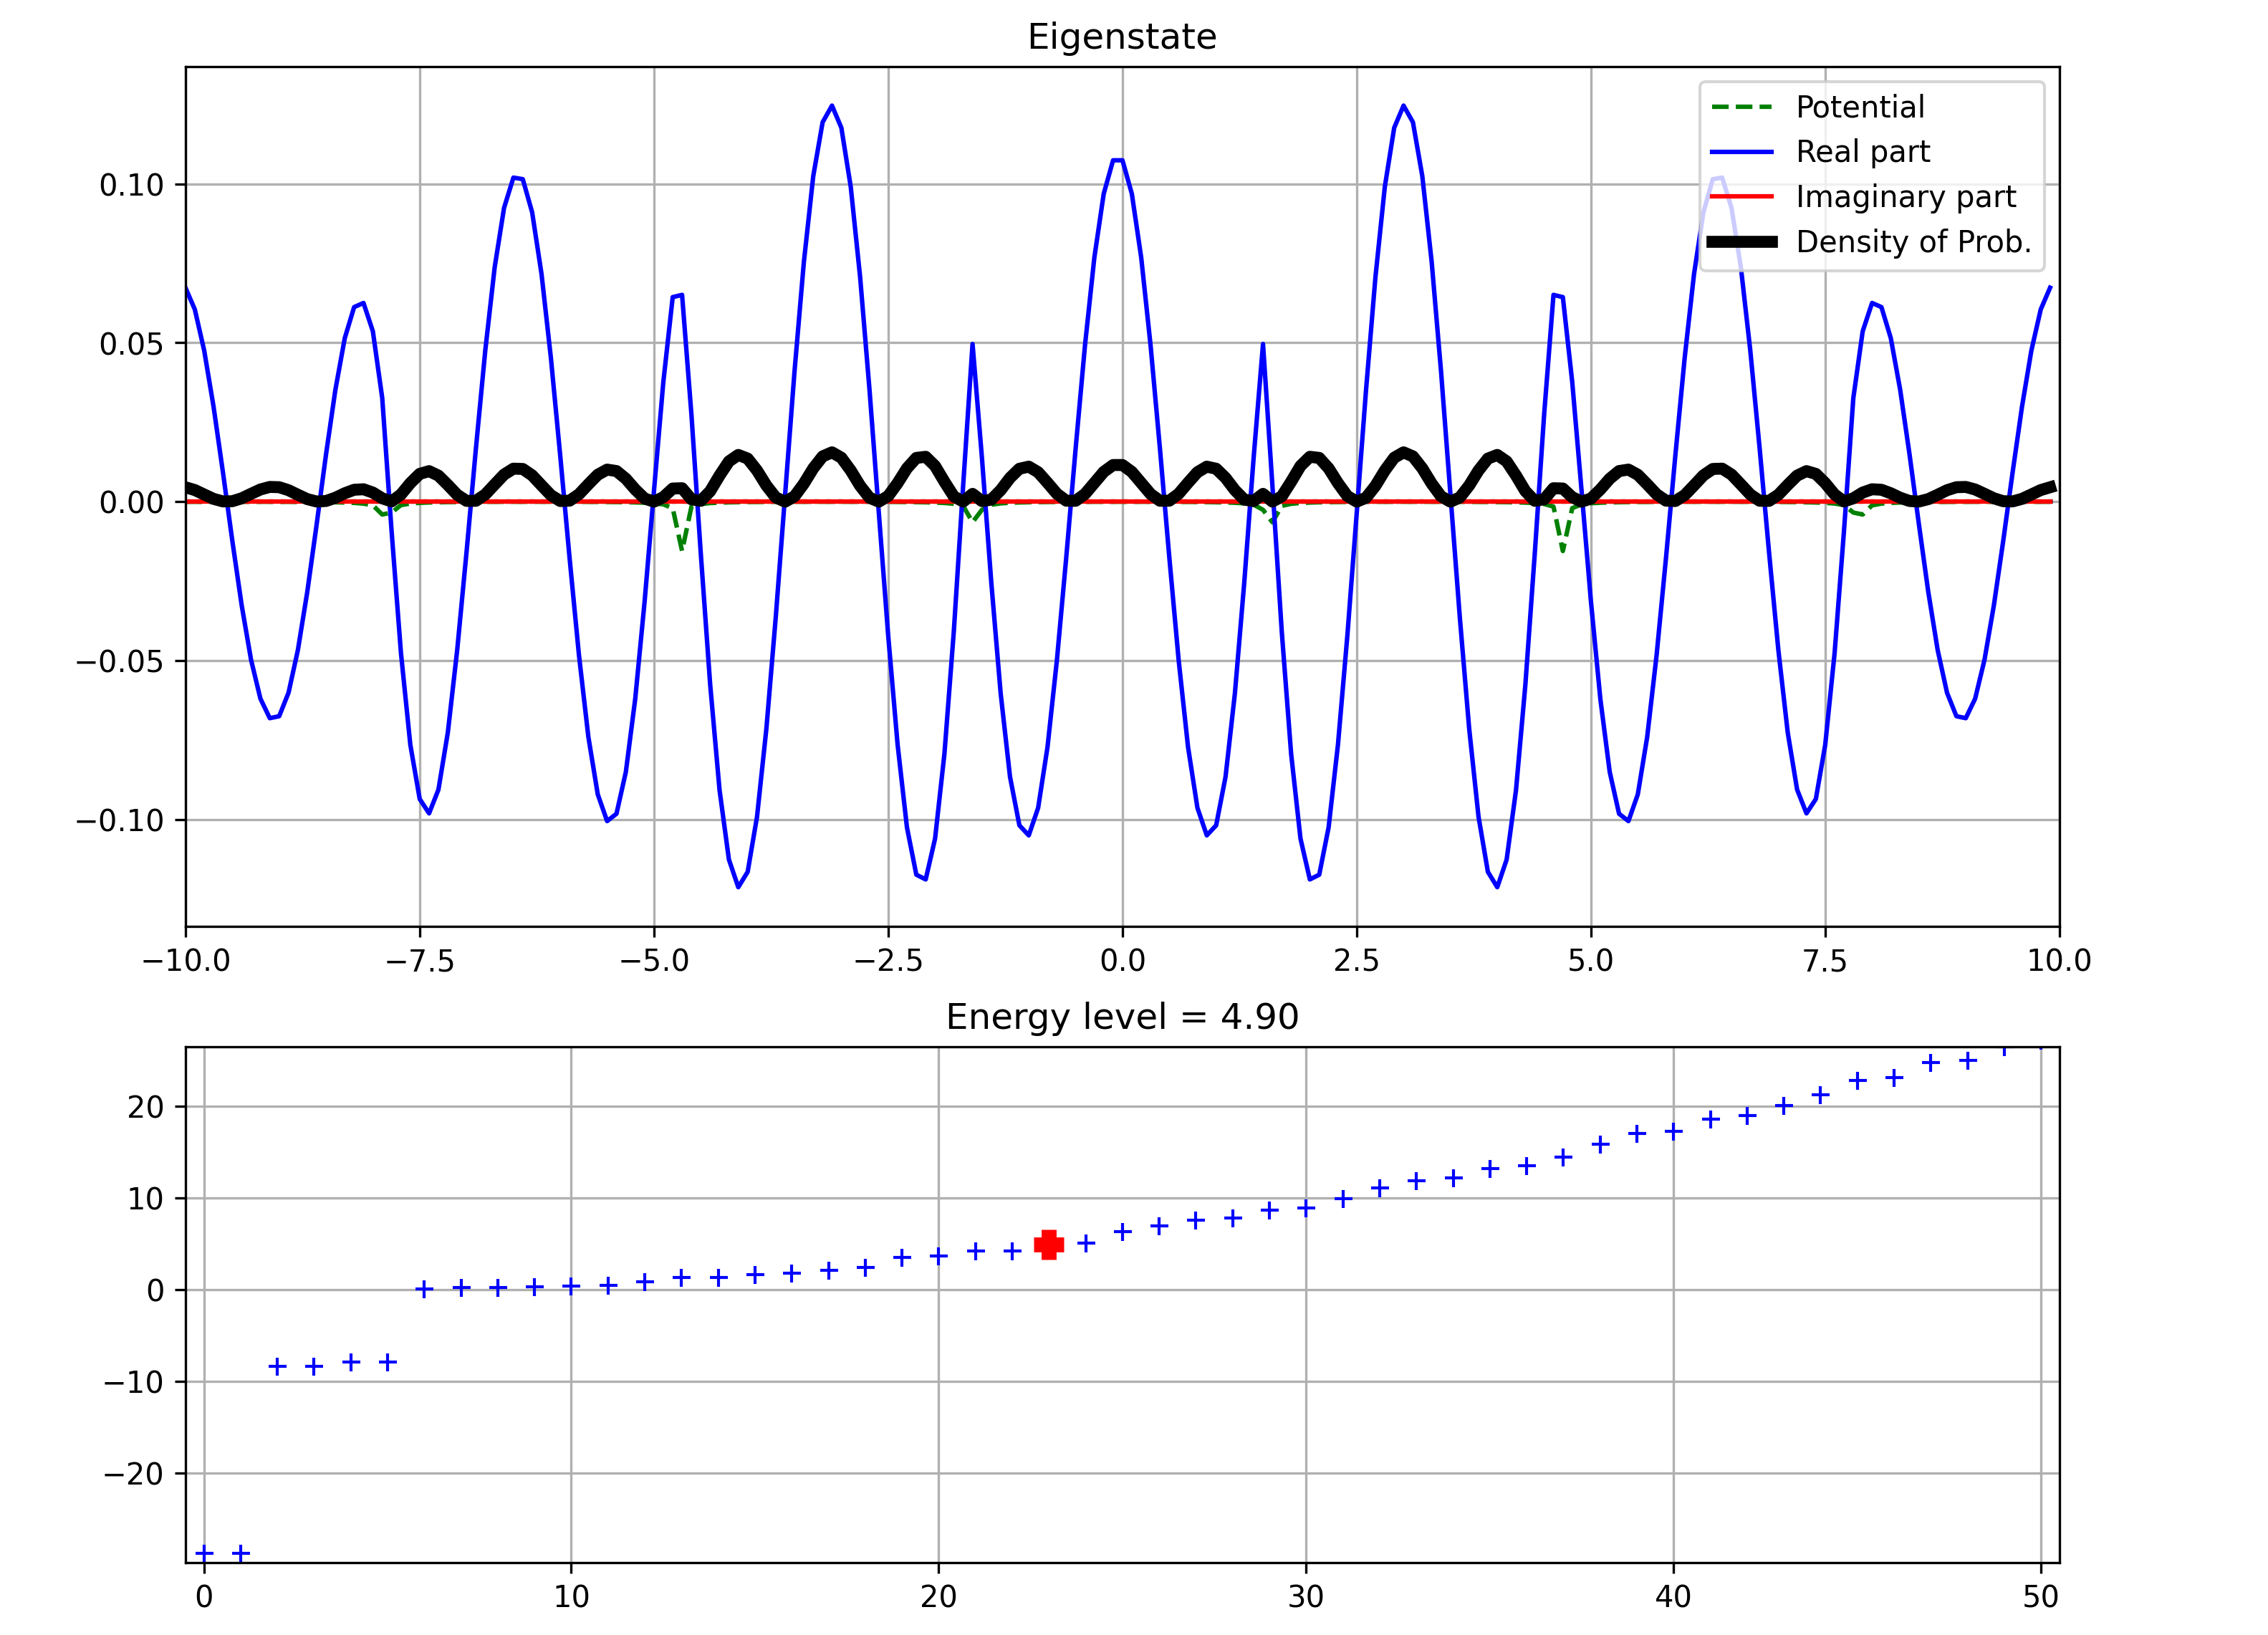 Eigenstate
Potential
Real part
Imaginary part
Density of Prob.
0.10
0.05
0.00
−0.05
−0.10
−10.0 −7.5 −5.0 −2.5 0.0 2.5 5.0 7.5 10.0
Energy level = 4.90
20
10
0
−10
−20
0 10 20 30 40 50